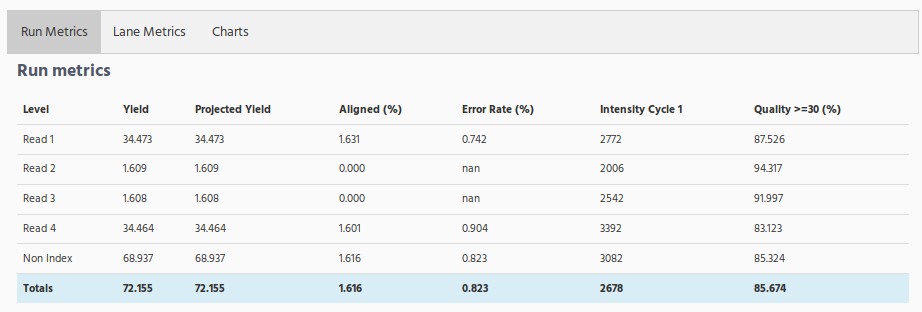 Run Metrics Lane Metrics Charts
Run metrics
Level Yield Projected Yield Aligned (%) Error Rate (%) Intensity Cycle 1 Quality >=30 (%)
Read 1 34.473 34.473 1.631 0.742 2772 87.526
Read 2 1.609 1.609 0.000 nan 2006 94.317
Read 3 1.608 1.608 0.000 nan 2542 91.997
Read 4 34.464 34.464 1.601 0.904 3392 83.123
Non Index 68.937 68.937 1.616 0.823 3082 85.324
Totals 72.155 72.155 1.616 0.823 2678 85.674